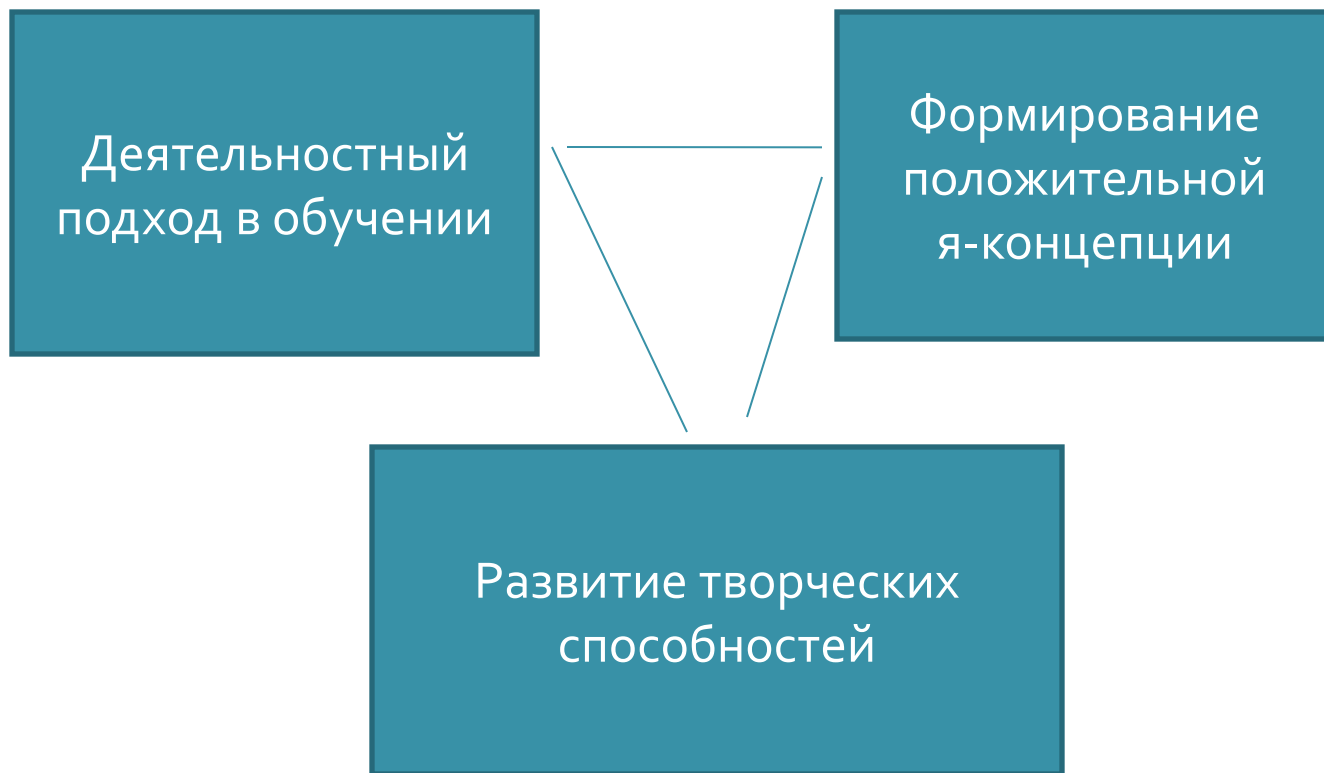 Деятельностный
подход в обучении
Формирование
положительной
я-концепции
Развитие творческих
способностей